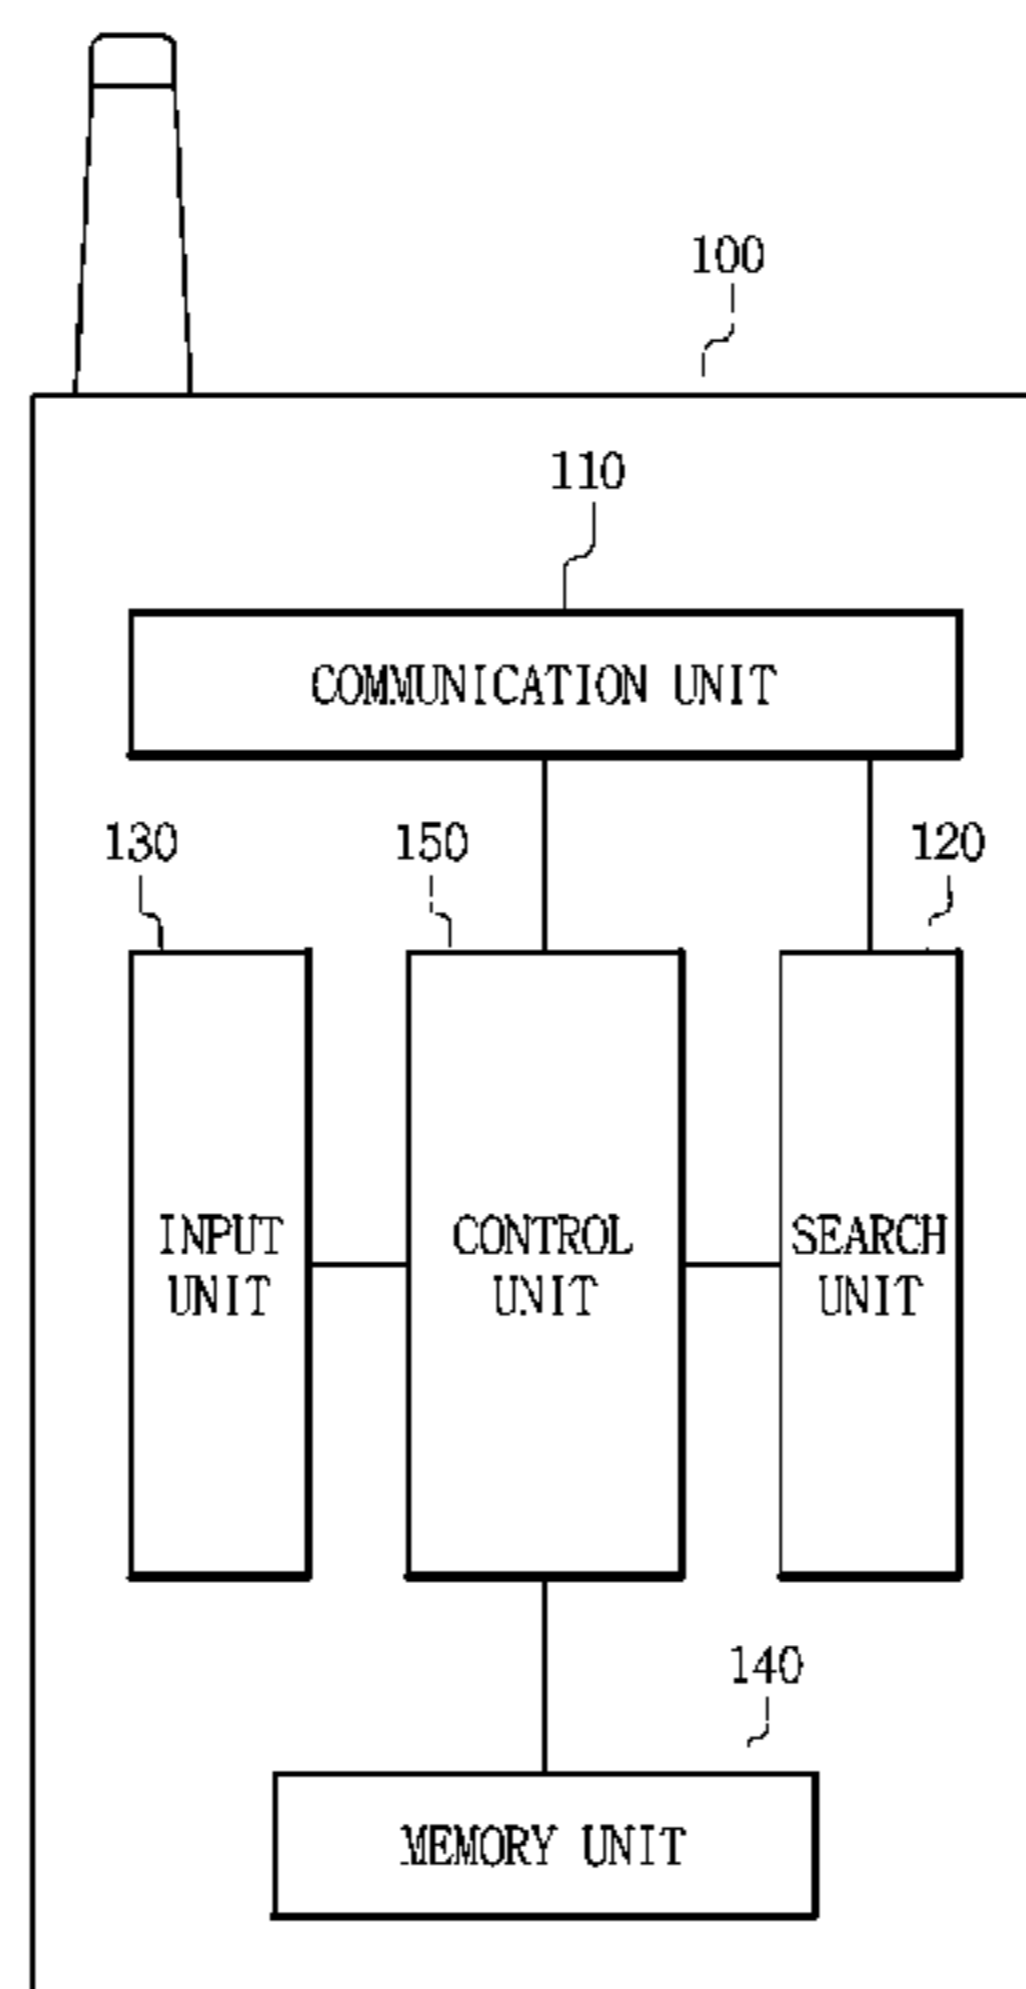 100
110
COMMUNICATION UNIT
130
150
120
INPUT
UNIT
CONTROL
UNIT
SEARCH
UNIT
140
MEMORY UNIT